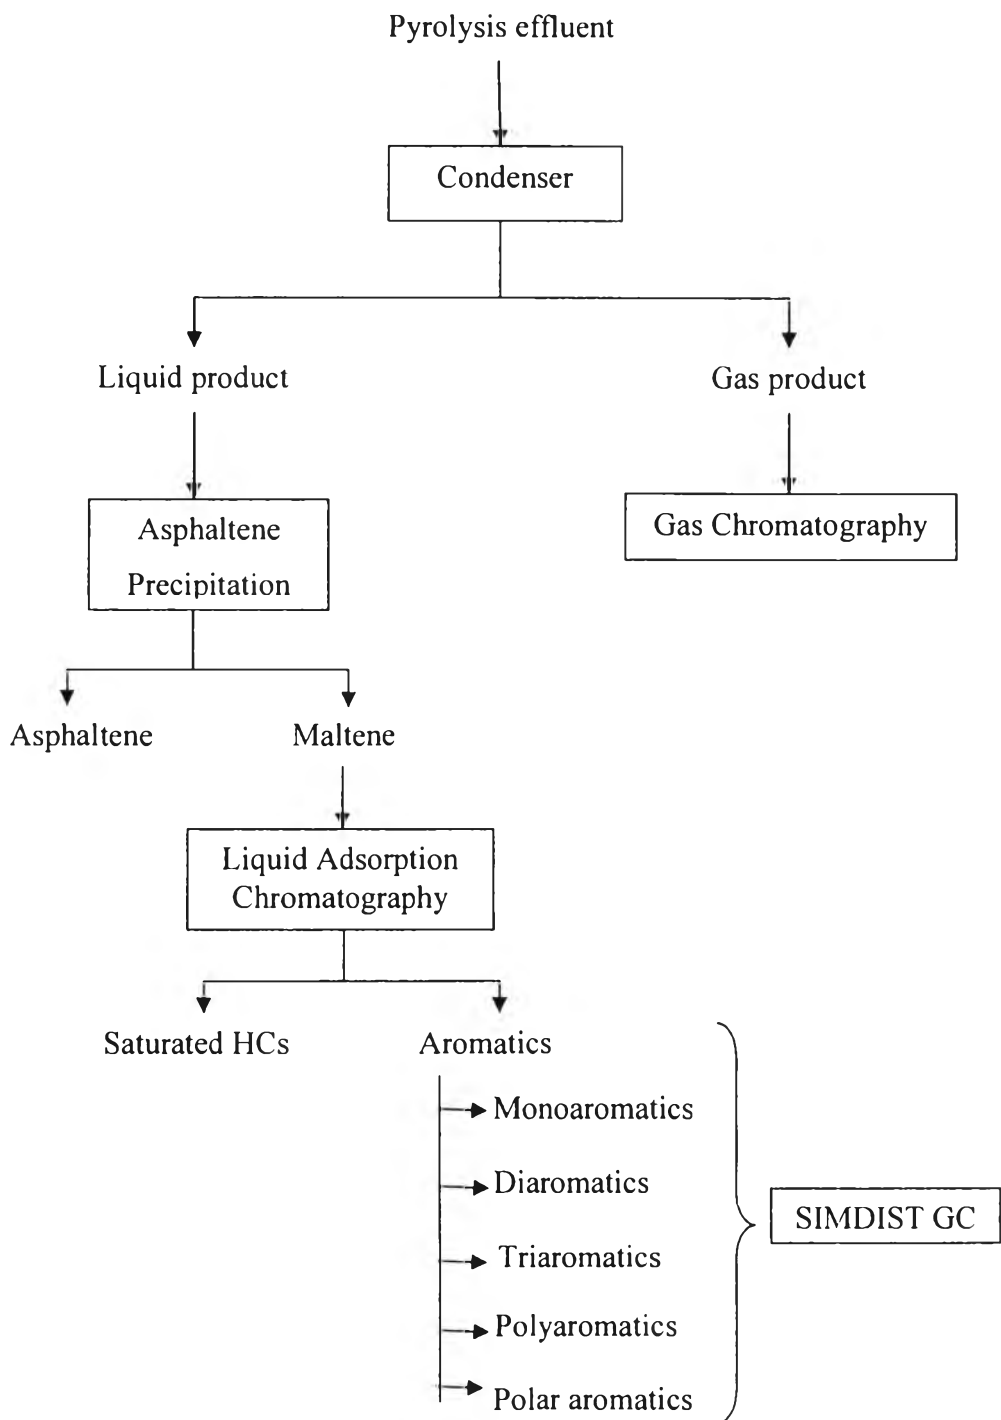 Pyrolysis effluent
Condenser
Liquid product
Gas product
Asphaltene
Precipitation
Gas Chromatography
Asphaltene
Maltene
Liquid Adsorption
Chromatography
Saturated HCs
Aromatics
Monoaromatics
Diaromatics
Triaromatics
Polyaromatics
Polar aromatics
SIMDIST GC